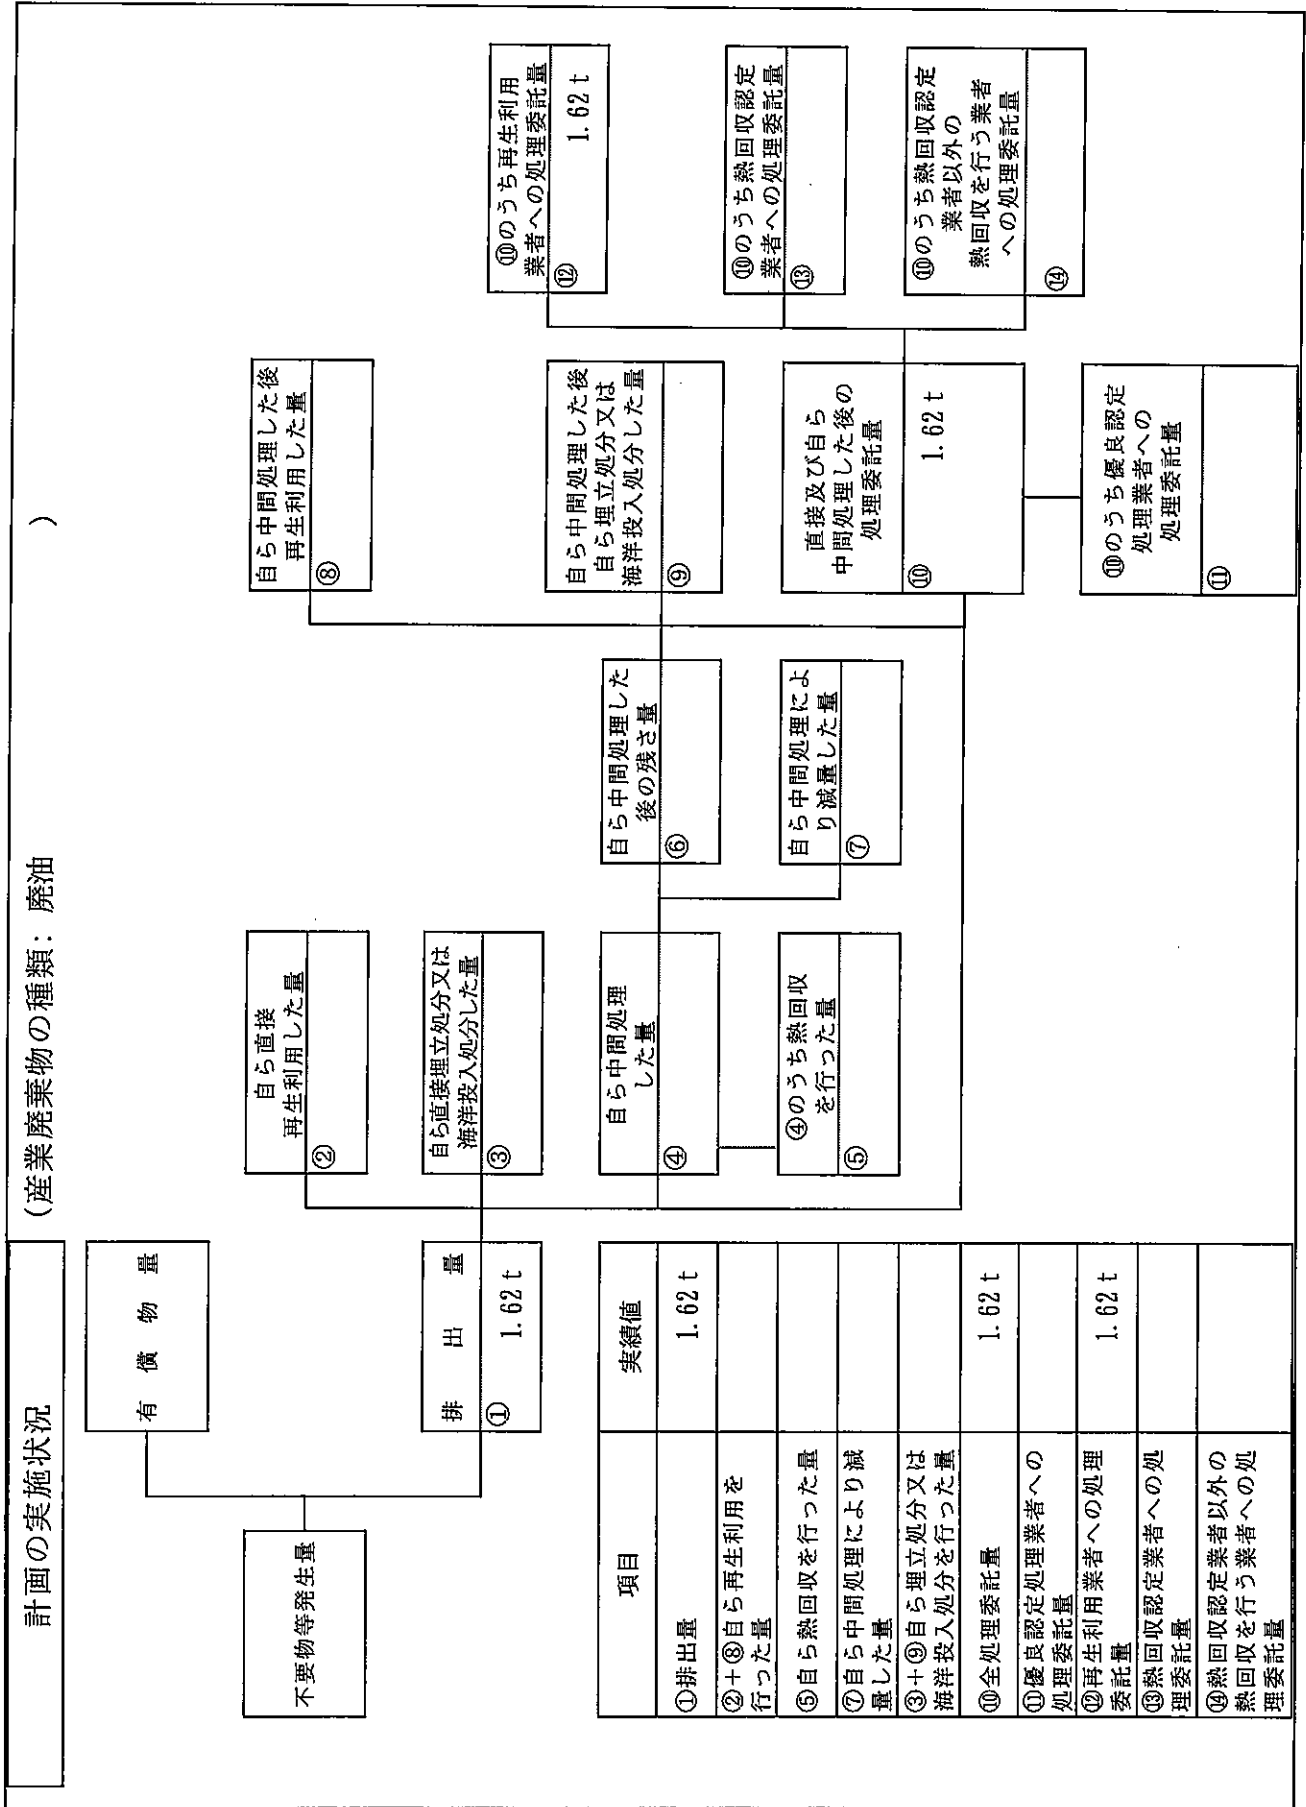 計画の実施状況
(産業廃棄物の種類: 廃油 )
不要物等発生量
有償物量
排出量
① 1.62t
自ら直接
再生利用した量
②
自ら直接埋立処分又は
海洋投入処分した量
③
自ら中間処理
した量
④
④のうち熱回収
を行った量
⑤
自ら中間処理した
後の残さ量
⑥
自ら中間処理によ
り減量した量
⑦
自ら中間処理した後
再生利用した量
⑧
自ら中間処理した後
自ら埋立処分又は
海洋投入処分した量
⑨
直接及び自ら
中間処理した後の
処理委託量
⑩ 1.62t
⑩のうち優良認定
処理業者への
処理委託量
⑪
⑩のうち再生利用
業者への処理委託量
⑫ 1.62t
⑩のうち熱回収認定
業者への処理委託量
⑬
⑩のうち熱回収認定
業者以外の
熱回収を行う業者
への処理委託量
⑭
項目 実績値
①排出量 1.62t
②+⑧自ら再生利用を
行った量
⑤自ら熱回収を行った量
⑦自ら中間処理により減
量した量
③+⑨自ら埋立処分又は
海洋投入処分を行った量
⑩全処理委託量 1.62t
⑪優良認定処理業者への
処理委託量
⑫再生利用業者への処理
委託量 1.62t
⑬熱回収認定業者への処
理委託量
⑭熱回収認定業者以外の
熱回収を行う業者への処
理委託量